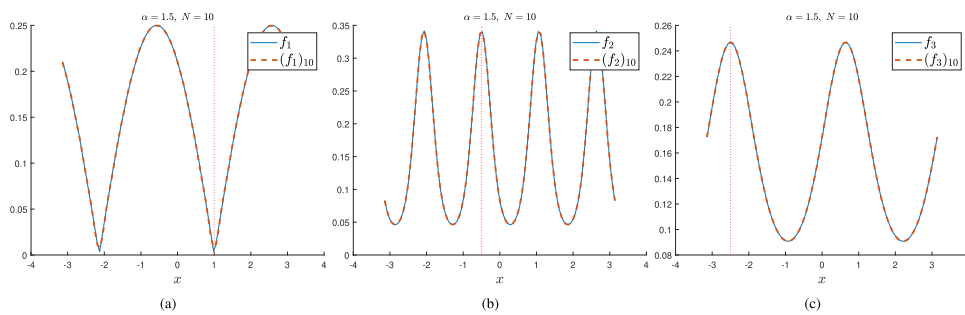 α = 1.5, N = 10
0.25
0.2
0.15
0.1
0.05
0
-4 -3 -2 -1 0 1 2 3 4
x
f1
(f1)10
(a)
α = 1.5, N = 10
0.35
0.3
0.25
0.2
0.15
0.1
0.05
0
-4 -3 -2 -1 0 1 2 3 4
x
f2
(f2)10
(b)
α = 1.5, N = 10
0.26
0.24
0.22
0.2
0.18
0.16
0.14
0.12
0.1
0.08
-4 -3 -2 -1 0 1 2 3 4
x
f3
(f3)10
(c)